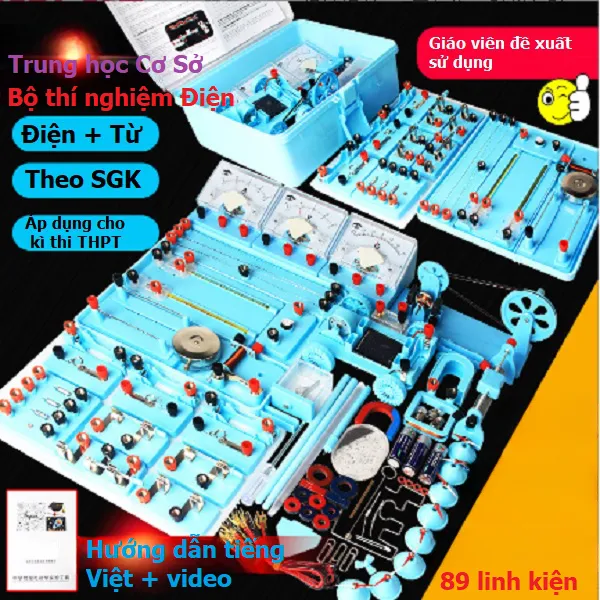 Trung học Cơ Sở
Bộ thí nghiệm Điện
Điện + Từ
Theo SGK
Áp dụng cho
kì thi THPT
Giáo viên đề xuất
sử dụng
Hướng dẫn tiếng
Việt + video
89 linh kiện